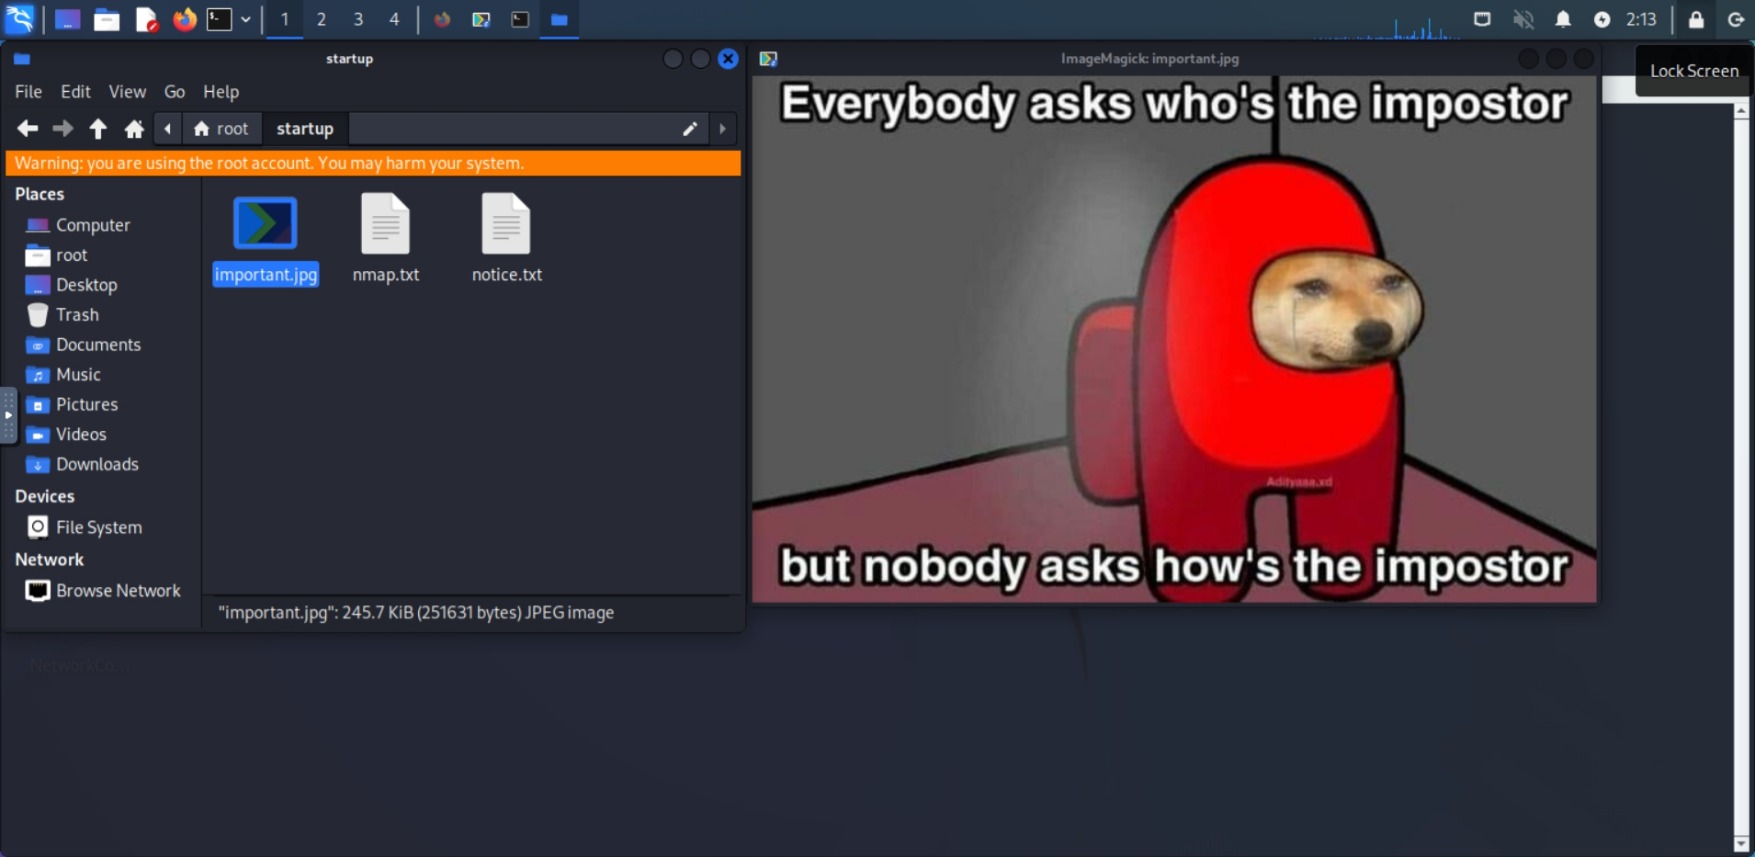 1 2 3 4
2:13
Lock Screen
startup
File Edit View Go Help
root startup
Warning: you are using the root account. You may harm your system.
Places
Computer
root
Desktop
Trash
Documents
Music
Pictures
Videos
Downloads
Devices
File System
Network
Browse Network
important.jpg nmap.txt notice.txt
"important.jpg": 245.7 KiB (251631 bytes) JPEG image
ImageMagick: important.jpg
Everybody asks who's the impostor
Adityaaa.xd
but nobody asks how's the impostor
NetworkCo...